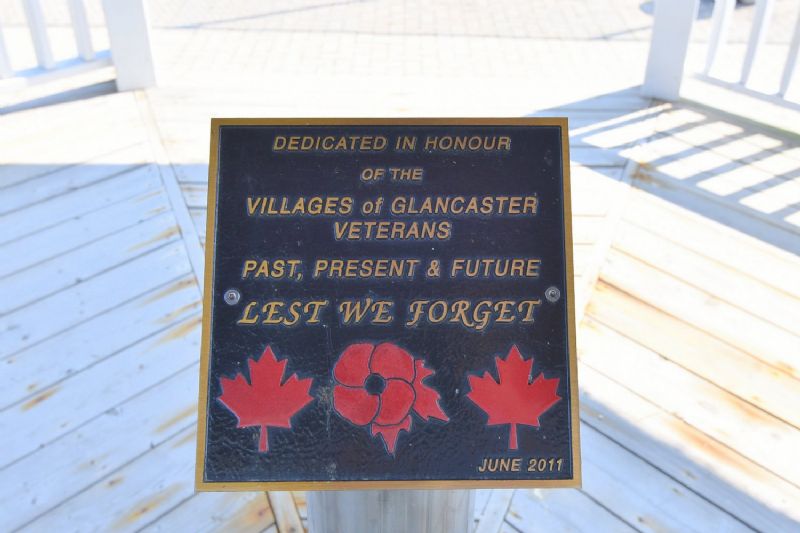 DEDICATED IN HONOUR
OF THE
VILLAGES of GLANCASTER
VETERANS
PAST, PRESENT & FUTURE
LEST WE FORGET
JUNE 2011